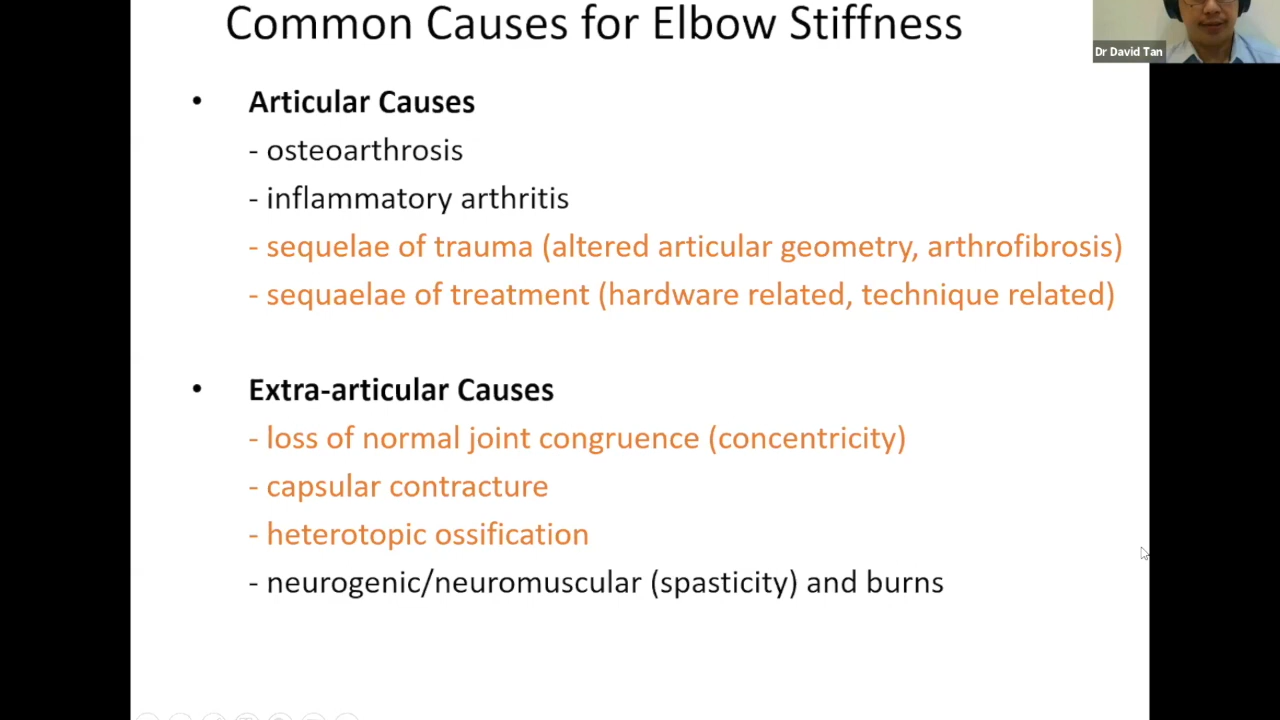 Common Causes for Elbow Stiffness
Dr David Tan
• Articular Causes
- osteoarthrosis
- inflammatory arthritis
- sequelae of trauma (altered articular geometry, arthrofibrosis)
- sequaelae of treatment (hardware related, technique related)
• Extra-articular Causes
- loss of normal joint congruence (concentricity)
- capsular contracture
- heterotopic ossification
- neurogenic/neuromuscular (spasticity) and burns